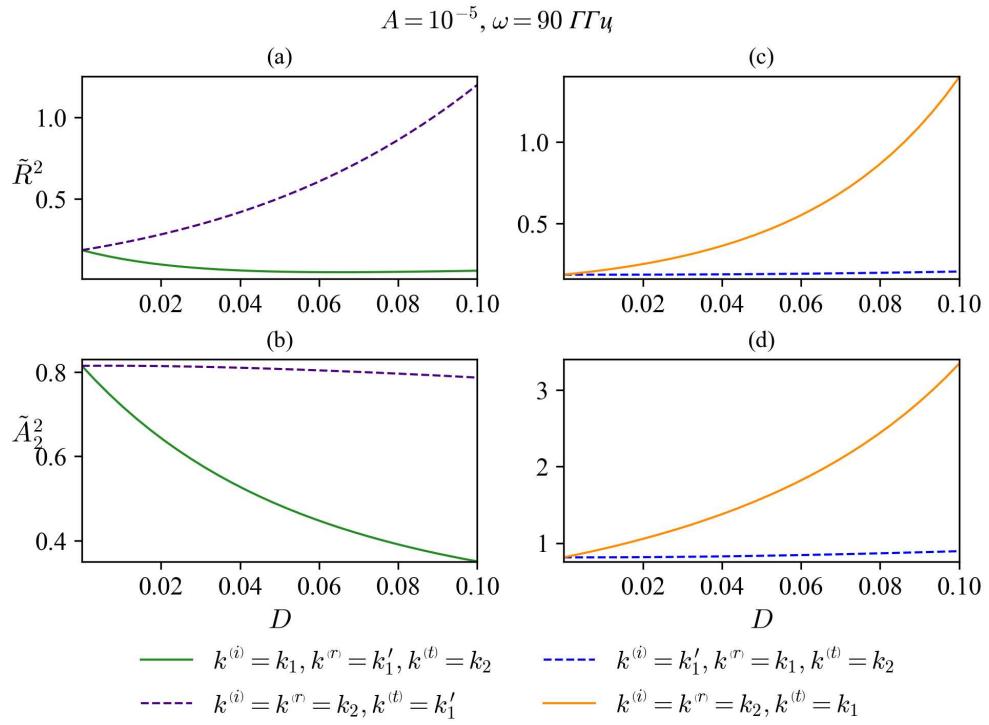 A = 10⁻⁵, ω = 90 ГГц
(a)
(c)
R̃²
1.0
0.5
0.02 0.04 0.06 0.08 0.10
1.0
0.5
0.02 0.04 0.06 0.08 0.10
(b)
(d)
Ã₂²
0.8
0.6
0.4
0.02 0.04 0.06 0.08 0.10
3
2
1
0.02 0.04 0.06 0.08 0.10
D
D
k⁽ⁱ⁾ = k₁, k⁽ʳ⁾ = k₁′, k⁽ᵗ⁾ = k₂
k⁽ⁱ⁾ = k⁽ʳ⁾ = k₂, k⁽ᵗ⁾ = k₁′
k⁽ⁱ⁾ = k₁′, k⁽ʳ⁾ = k₁, k⁽ᵗ⁾ = k₂
k⁽ⁱ⁾ = k⁽ʳ⁾ = k₂, k⁽ᵗ⁾ = k₁